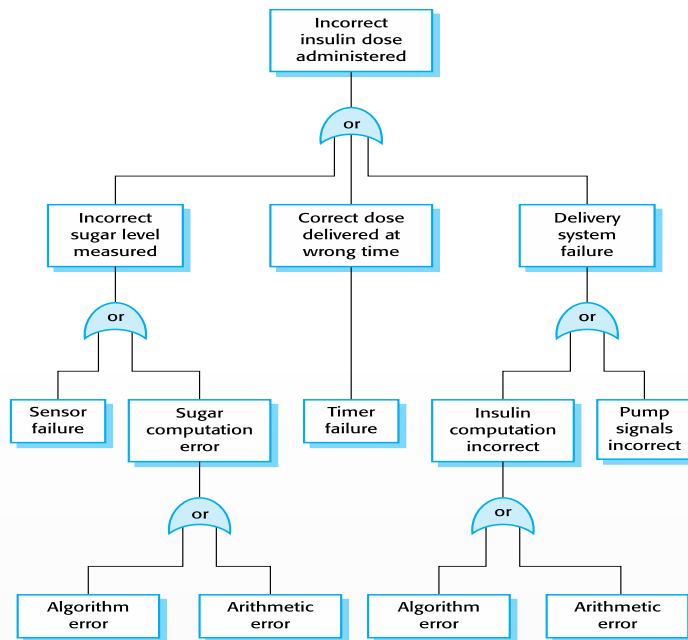 Incorrect
insulin dose
administered
or
Incorrect
sugar level
measured
Correct dose
delivered at
wrong time
Delivery
system
failure
or
or
Sensor
failure
Sugar
computation
error
Timer
failure
Insulin
computation
incorrect
Pump
signals
incorrect
or
or
Algorithm
error
Arithmetic
error
Algorithm
error
Arithmetic
error